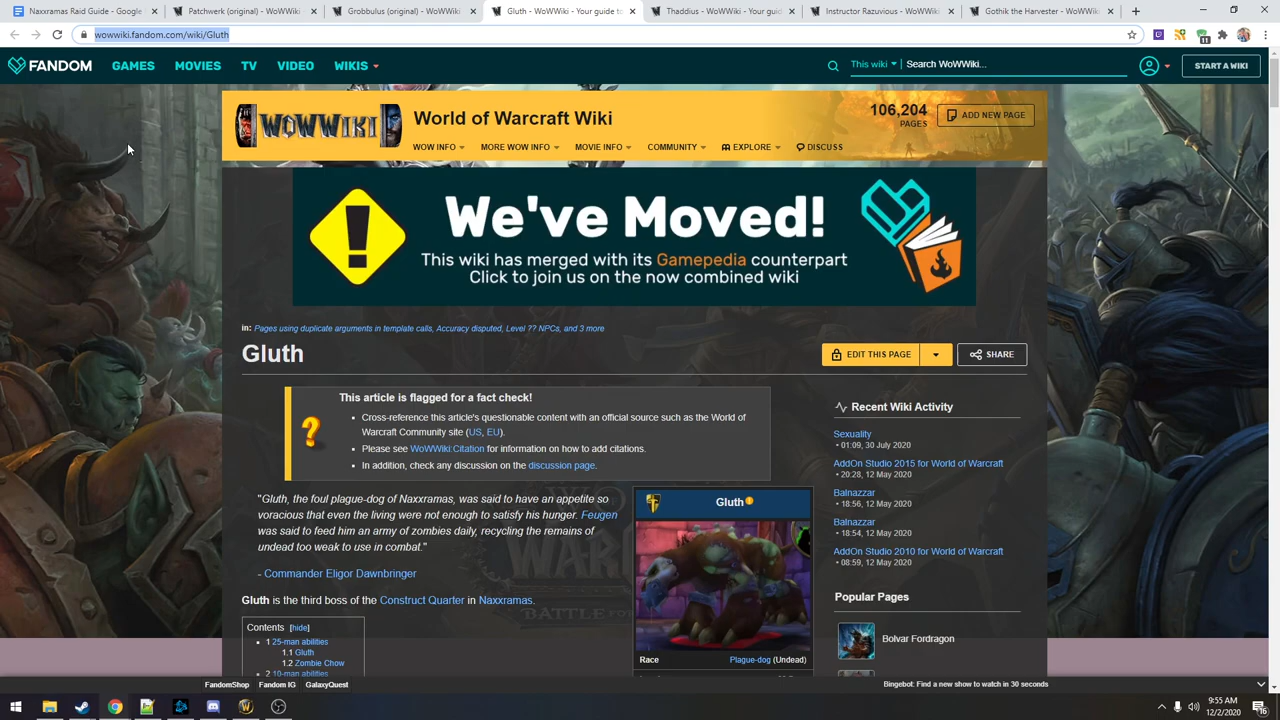 Naxxramas Raid Guide - Google
Patchwerk (original) - WoWWiki
Grobbulus (original) - WoWWiki
Gluth - WoWWiki - Your guide to
Thaddius - WoWWiki - Your guid
Instructor Razuvious - WoWWiki
Gothik the Harvester - WoWWiki
wowwiki.fandom.com/wiki/Gluth
11
FANDOM
GAMES
MOVIES
TV
VIDEO
WIKIS
This wiki
Search WoWWiki...
START A WIKI
WOWWIKI
World of Warcraft Wiki
106,204
PAGES
ADD NEW PAGE
WOW INFO
MORE WOW INFO
MOVIE INFO
COMMUNITY
EXPLORE
DISCUSS
We've Moved!
This wiki has merged with its Gamepedia counterpart
Click to join us on the now combined wiki
in: Pages using duplicate arguments in template calls, Accuracy disputed, Level ?? NPCs, and 3 more
Gluth
EDIT THIS PAGE
SHARE
This article is flagged for a fact check!
• Cross-reference this article's questionable content with an official source such as the World of
Warcraft Community site (US, EU).
• Please see WoWWiki:Citation for information on how to add citations.
• In addition, check any discussion on the discussion page.
Recent Wiki Activity
Sexuality
• 01:09, 30 July 2020
AddOn Studio 2015 for World of Warcraft
• 20:28, 12 May 2020
Balnazzar
• 18:56, 12 May 2020
Balnazzar
• 18:54, 12 May 2020
AddOn Studio 2010 for World of Warcraft
• 08:59, 12 May 2020
"Gluth, the foul plague-dog of Naxxramas, was said to have an appetite so
voracious that even the living were not enough to satisfy his hunger. Feugen
was said to feed him an army of zombies daily, recycling the remains of
undead too weak to use in combat."
- Commander Eligor Dawnbringer
Gluth is the third boss of the Construct Quarter in Naxxramas.
Gluth
Race
Plague-dog (Undead)
Contents [hide]
• 1 25-man abilities
1.1 Gluth
1.2 Zombie Chow
• 2 10-man abilities
Popular Pages
Bolvar Fordragon
BATTLE FO
FandomShop
Fandom IG
GalaxyQuest
Bingebot: Find a new show to watch in 30 seconds
9:55 AM
12/2/2020
16